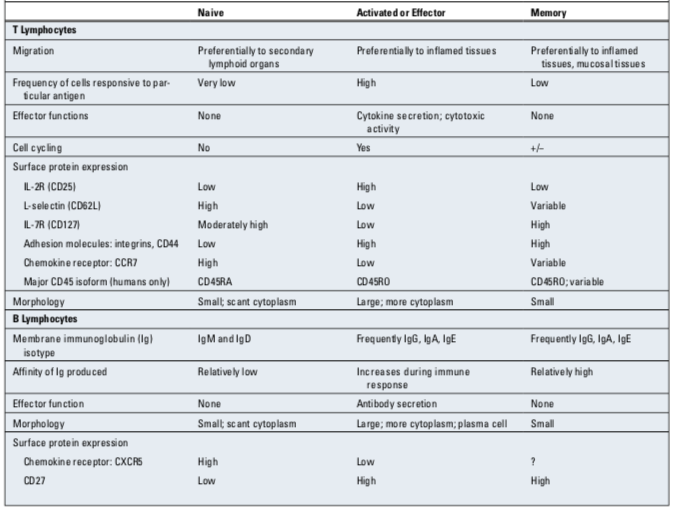 Naive Activated or Effector Memory
T Lymphocytes
Migration Preferentially to secondary Preferentially to inflamed tissues Preferentially to inflamed
lymphoid organs tissues, mucosal tissues
Frequency of cells responsive to par- Very low High Low
ticular antigen
Effector functions None Cytokine secretion; cytotoxic None
activity
Cell cycling No Yes +/–
Surface protein expression
IL-2R (CD25) Low High Low
L-selectin (CD62L) High Low Variable
IL-7R (CD127) Moderately high Low High
Adhesion molecules: integrins, CD44 Low High High
Chemokine receptor: CCR7 High Low Variable
Major CD45 isoform (humans only) CD45RA CD45RO CD45RO; variable
Morphology Small; scant cytoplasm Large; more cytoplasm Small
B Lymphocytes
Membrane immunoglobulin (Ig) IgM and IgD Frequently IgG, IgA, IgE Frequently IgG, IgA, IgE
isotype
Affinity of Ig produced Relatively low Increases during immune Relatively high
response
Effector function None Antibody secretion None
Morphology Small; scant cytoplasm Large; more cytoplasm; plasma cell Small
Surface protein expression
Chemokine receptor: CXCR5 High Low ?
CD27 Low High High